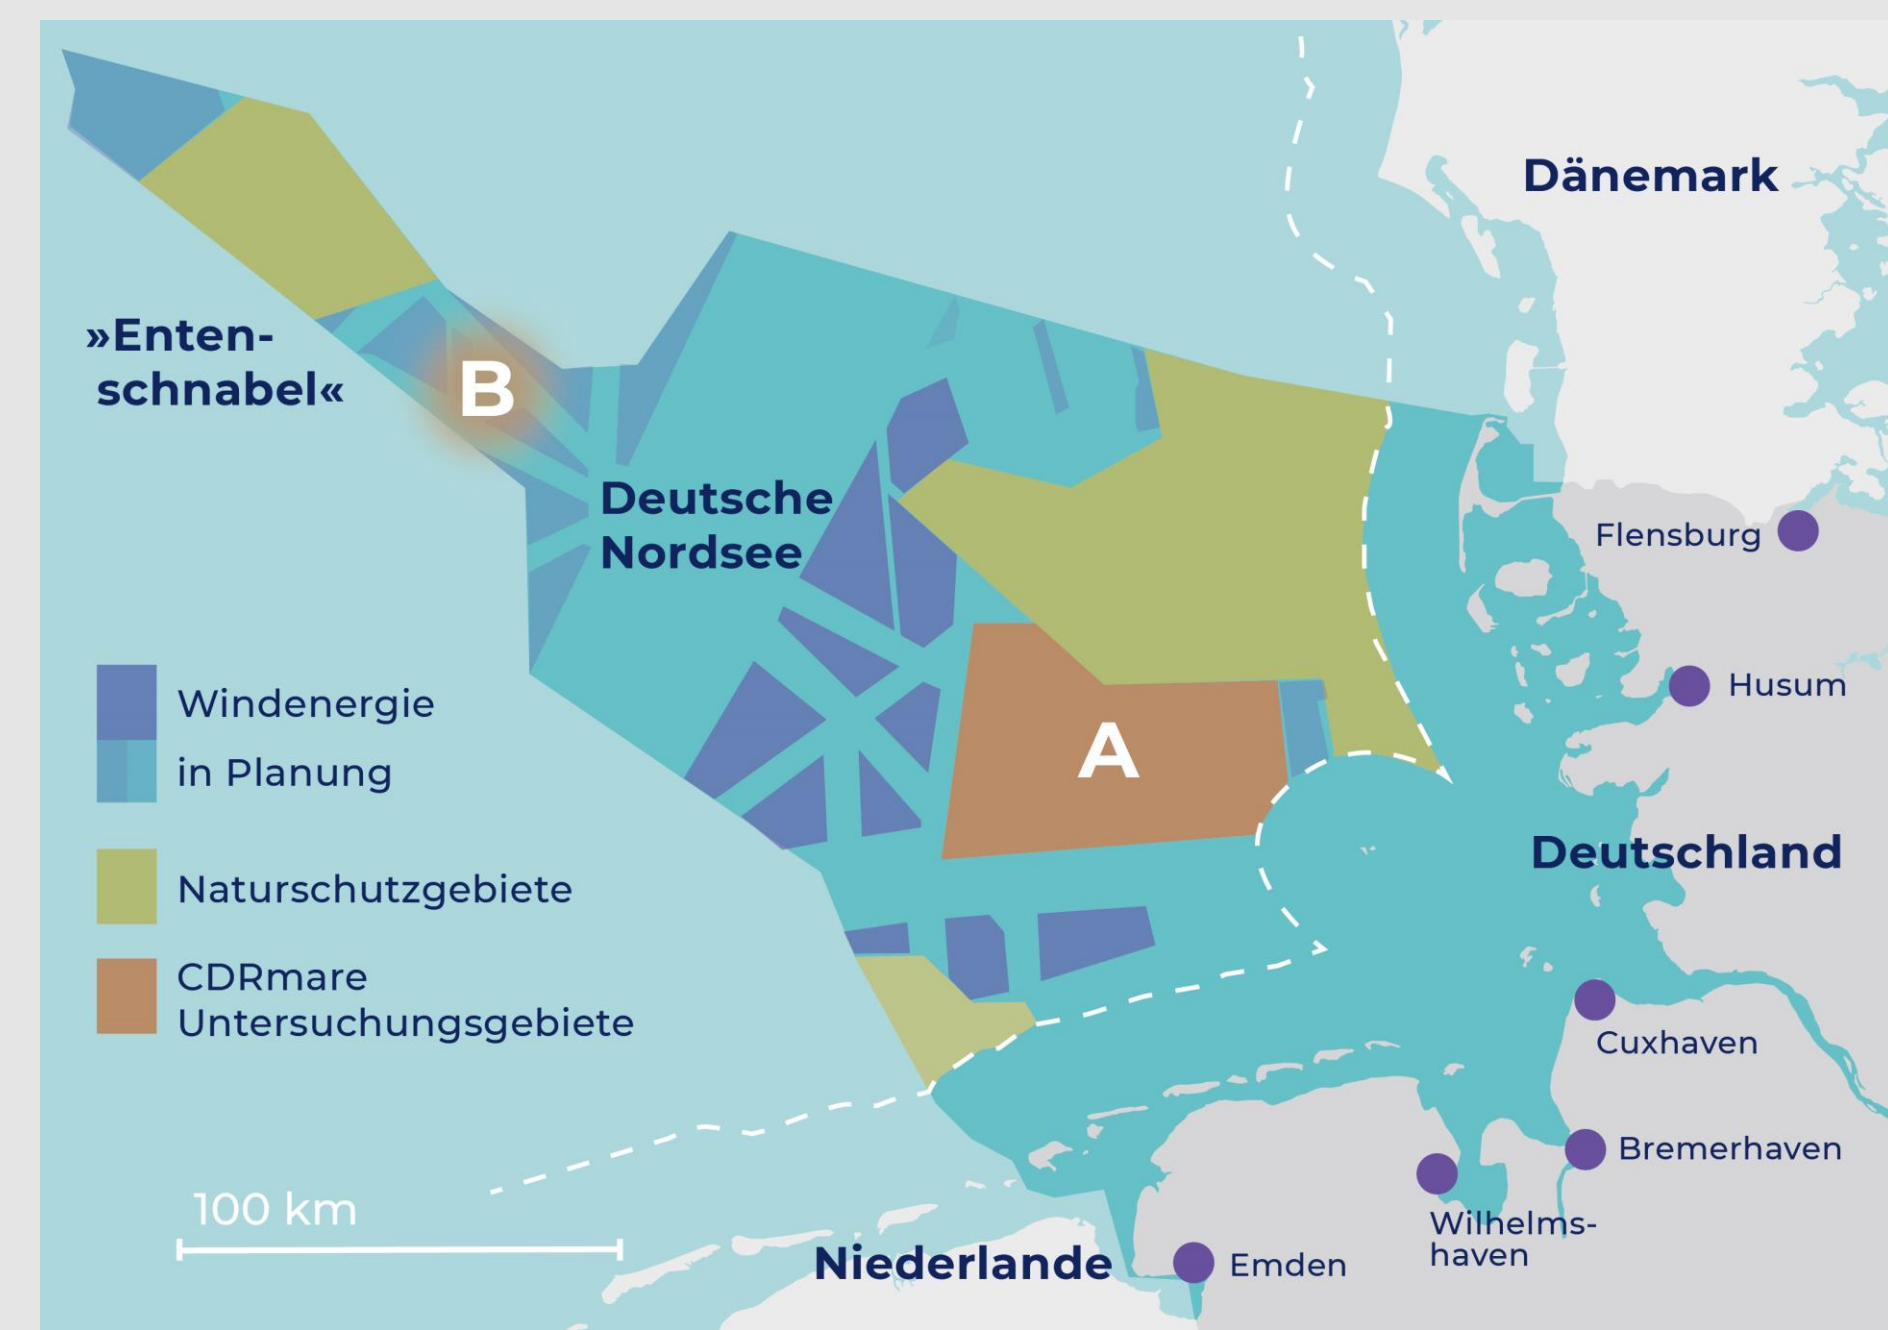 Dänemark
»Enten-
schnabel«
B
Deutsche
Nordsee
Flensburg
Husum
Windenergie
in Planung
A
Deutschland
Naturschutzgebiete
CDRmare
Untersuchungsgebiete
Cuxhaven
Bremerhaven
100 km
Wilhelms-
haven
Niederlande
Emden